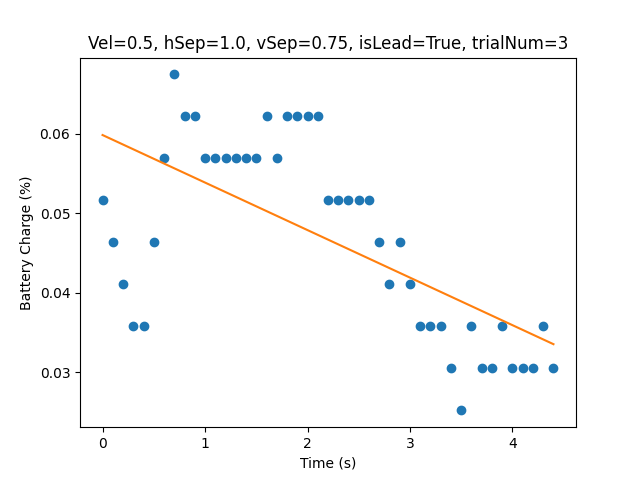 Vel=0.5, hSep=1.0, vSep=0.75, isLead=True, trialNum=3
0.06
0.05
0.04
0.03
Battery Charge (%)
0 1 2 3 4
Time (s)